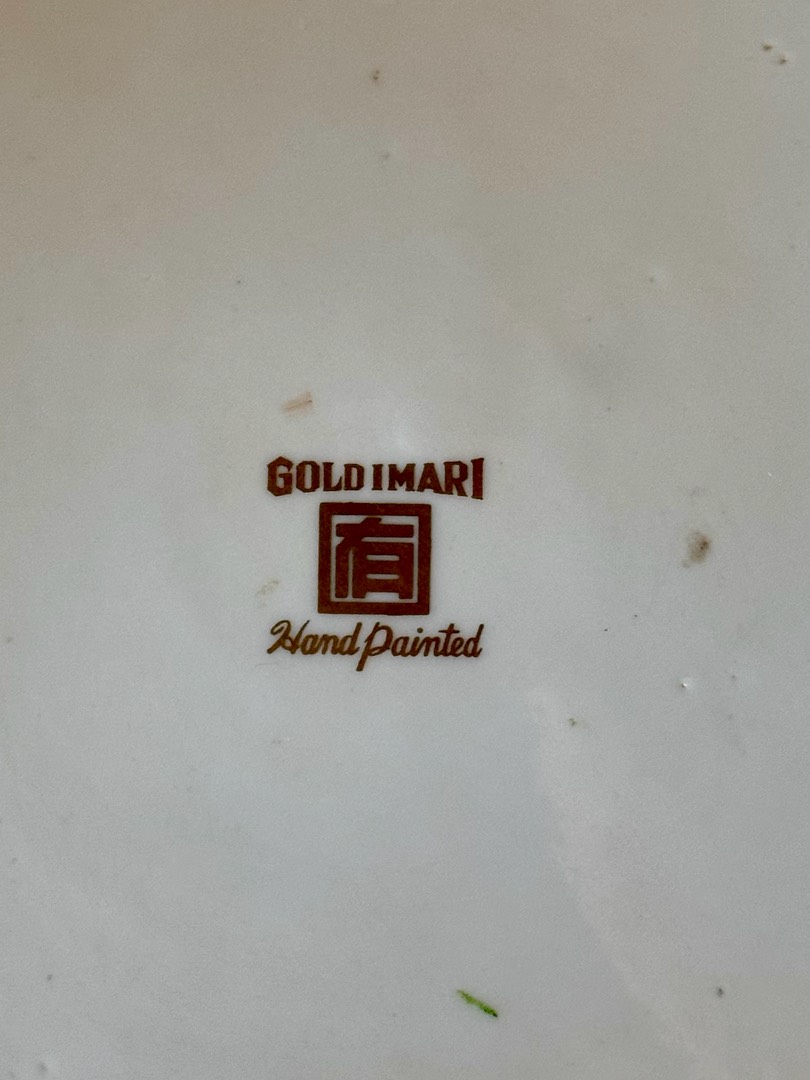 GOLD IMARI
有
Hand Painted